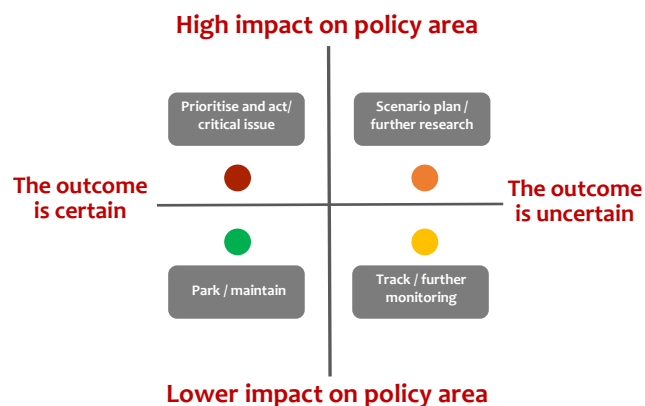 High impact on policy area
Prioritise and act/
critical issue
Scenario plan /
further research
The outcome
is certain
The outcome
is uncertain
Park / maintain
Track / further
monitoring
Lower impact on policy area